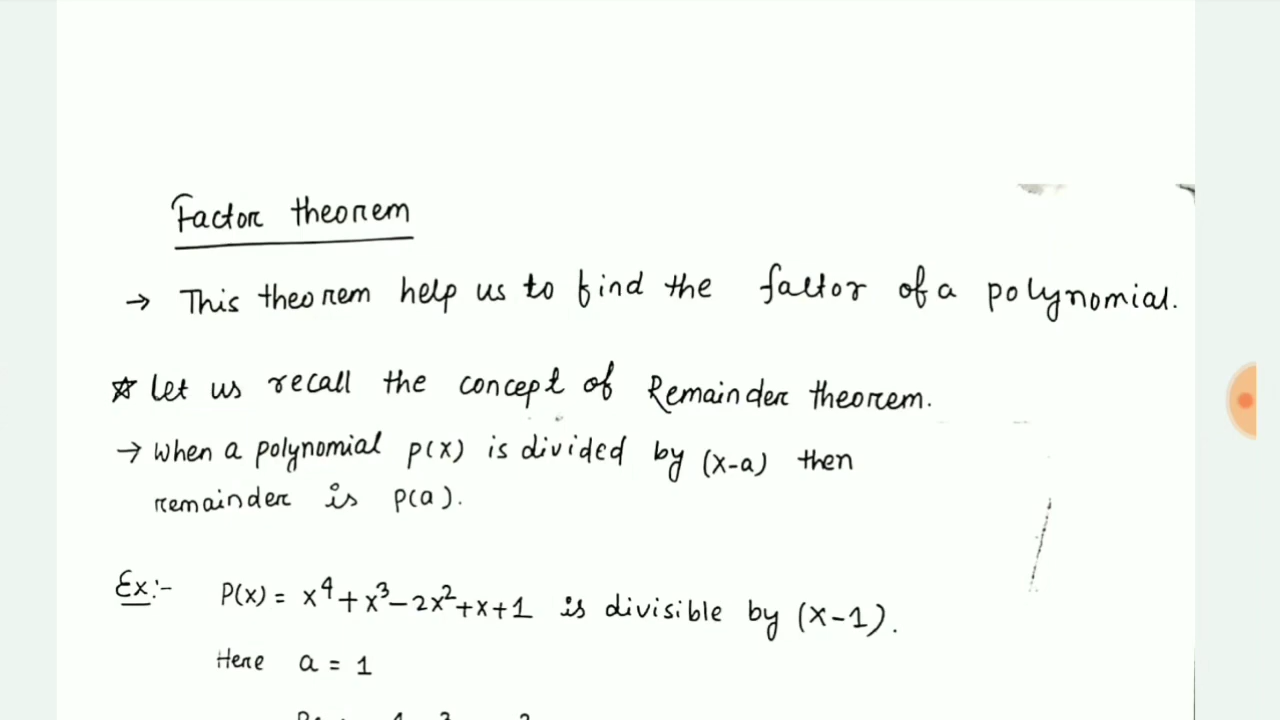 Factor theorem
→ This theorem help us to find the factor of a polynomial.
☆ Let us recall the concept of Remainder theorem.
→ When a polynomial p(x) is divided by (x-a) then
remainder is p(a).
Ex:- P(x) = x⁴+x³-2x²+x+1 is divisible by (x-1).
Here a = 1